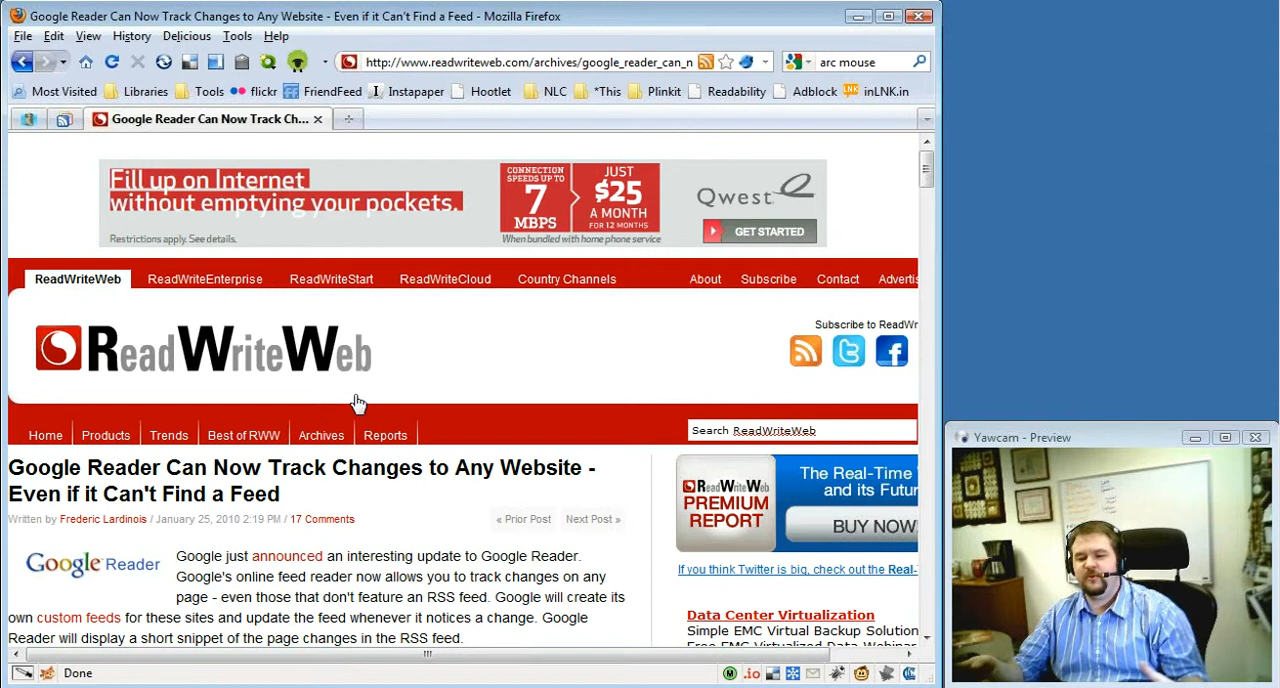 Google Reader Can Now Track Changes to Any Website - Even if it Can't Find a Feed - Mozilla Firefox
File Edit View History Delicious Tools Help
http://www.readwriteweb.com/archives/google_reader_can_n
arc mouse
Most Visited Libraries Tools flickr FriendFeed Instapaper Hootlet NLC *This Plinkit Readability Adblock inLNK.in
Google Reader Can Now Track Ch...
Fill up on Internet
without emptying your pockets.
Restrictions apply. See details.
CONNECTION
SPEEDS UP TO
7
MBPS
JUST
$25
A MONTH
FOR 12 MONTHS
When bundled with home phone service
Qwest
GET STARTED
ReadWriteWeb ReadWriteEnterprise ReadWriteStart ReadWriteCloud Country Channels About Subscribe Contact Advertis
ReadWriteWeb
Subscribe to ReadWr
Home Products Trends Best of RWW Archives Reports
Search ReadWriteWeb
Google Reader Can Now Track Changes to Any Website -
Even if it Can't Find a Feed
Written by Frederic Lardinois / January 25, 2010 2:19 PM / 17 Comments
« Prior Post Next Post »
Google Reader
Google just announced an interesting update to Google Reader.
Google's online feed reader now allows you to track changes on any
page - even those that don't feature an RSS feed. Google will create its
own custom feeds for these sites and update the feed whenever it notices a change. Google
Reader will display a short snippet of the page changes in the RSS feed.
ReadWriteWeb
PREMIUM
REPORT
The Real-Time
and its Futur
BUY NOW
If you think Twitter is big, check out the Real-
Data Center Virtualization
Simple EMC Virtual Backup Solution
Free EMC Virtualized Data Webinar
Done
.io
Yawcam - Preview